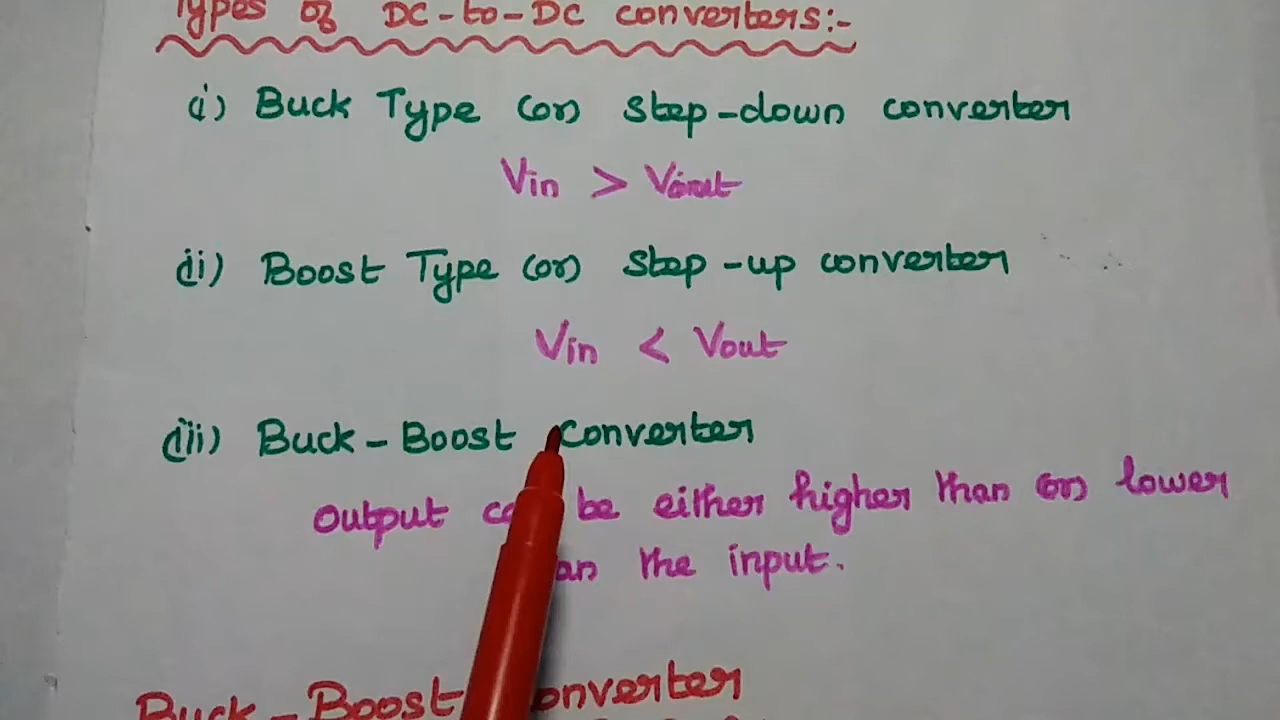 Types of DC-to-DC converters:-
(i) Buck Type (or) step-down converter
Vin > Vout
(ii) Boost Type (or) step-up converter
Vin < Vout
(iii) Buck-Boost converter
output be either higher than (or) lower
the input.
Buck-Boost converter